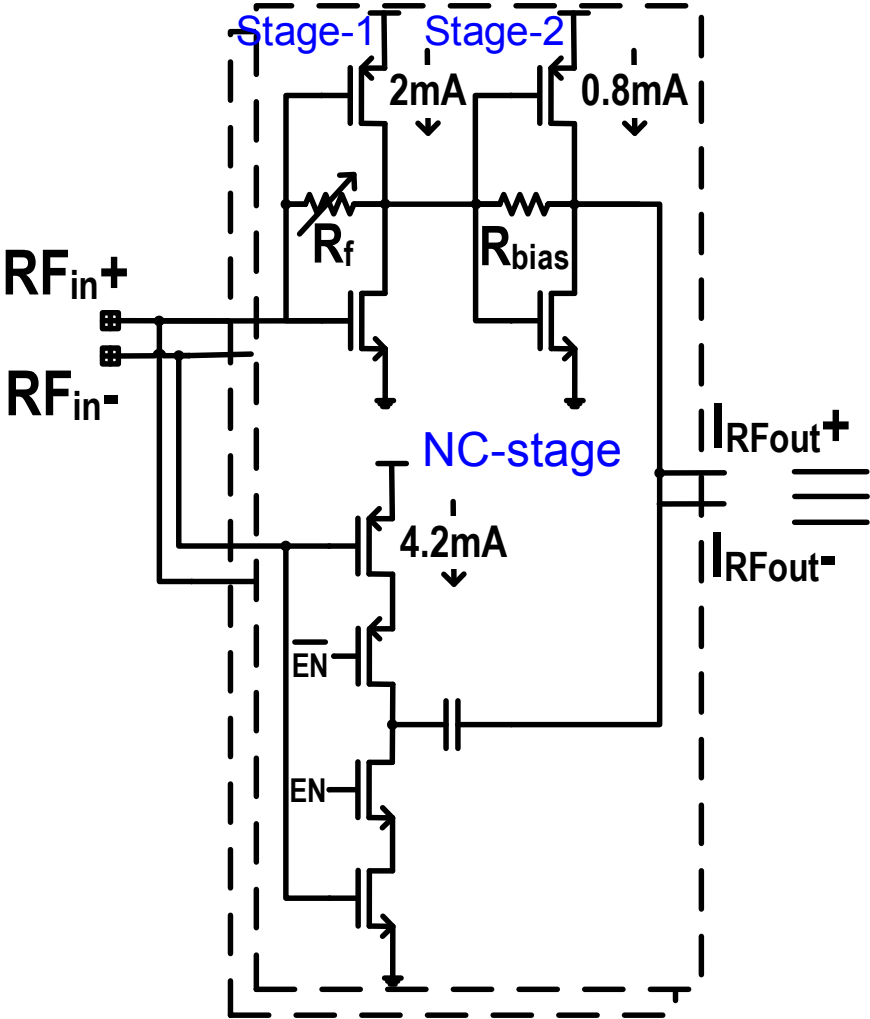 Stage-1 Stage-2
2mA 0.8mA
Rf Rbias
RFin+
RFin-
NC-stage
IRFout+
4.2mA
IRFout-
EN
EN